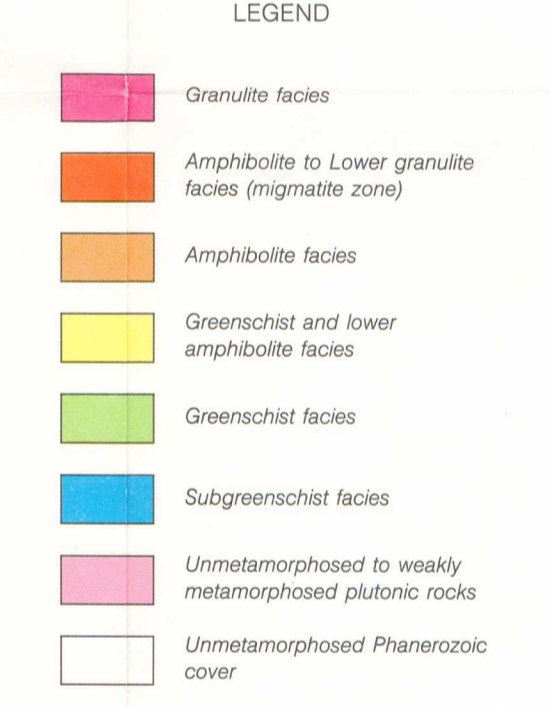 LEGEND
Granulite facies
Amphibolite to Lower granulite
facies (migmatite zone)
Amphibolite facies
Greenschist and lower
amphibolite facies
Greenschist facies
Subgreenschist facies
Unmetamorphosed to weakly
metamorphosed plutonic rocks
Unmetamorphosed Phanerozoic
cover